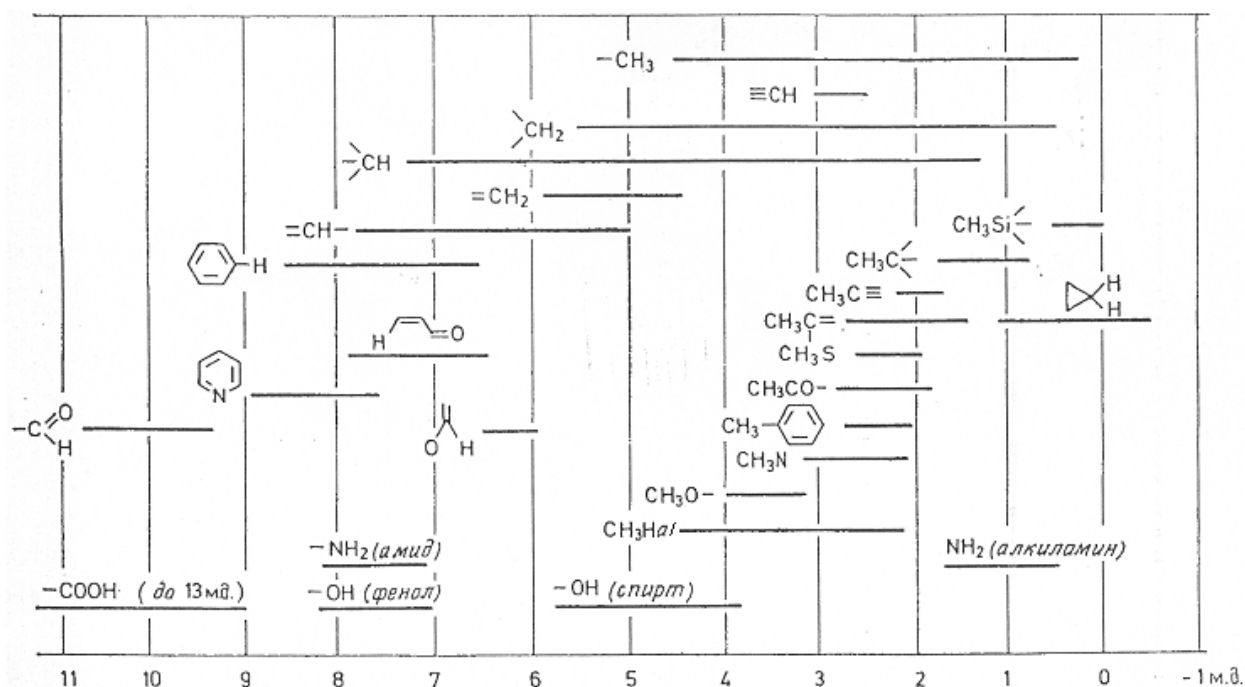 –CH₃
≡CH
>CH₂
>CH
=CH₂
=CH–
CH₃Si
H
CH₃C
H
CH₃C≡
H
CH₃C=
H
O
CH₃S
N
CH₃CO–
O
–C
H
O
H
CH₃–
CH₃N
CH₃O–
CH₃Hal
–NH₂ (амид)
NH₂ (алкиламин)
–COOH (до 13 м.д.)
–OH (фенол)
–OH (спирт)
11 10 9 8 7 6 5 4 3 2 1 0 -1 м.д.